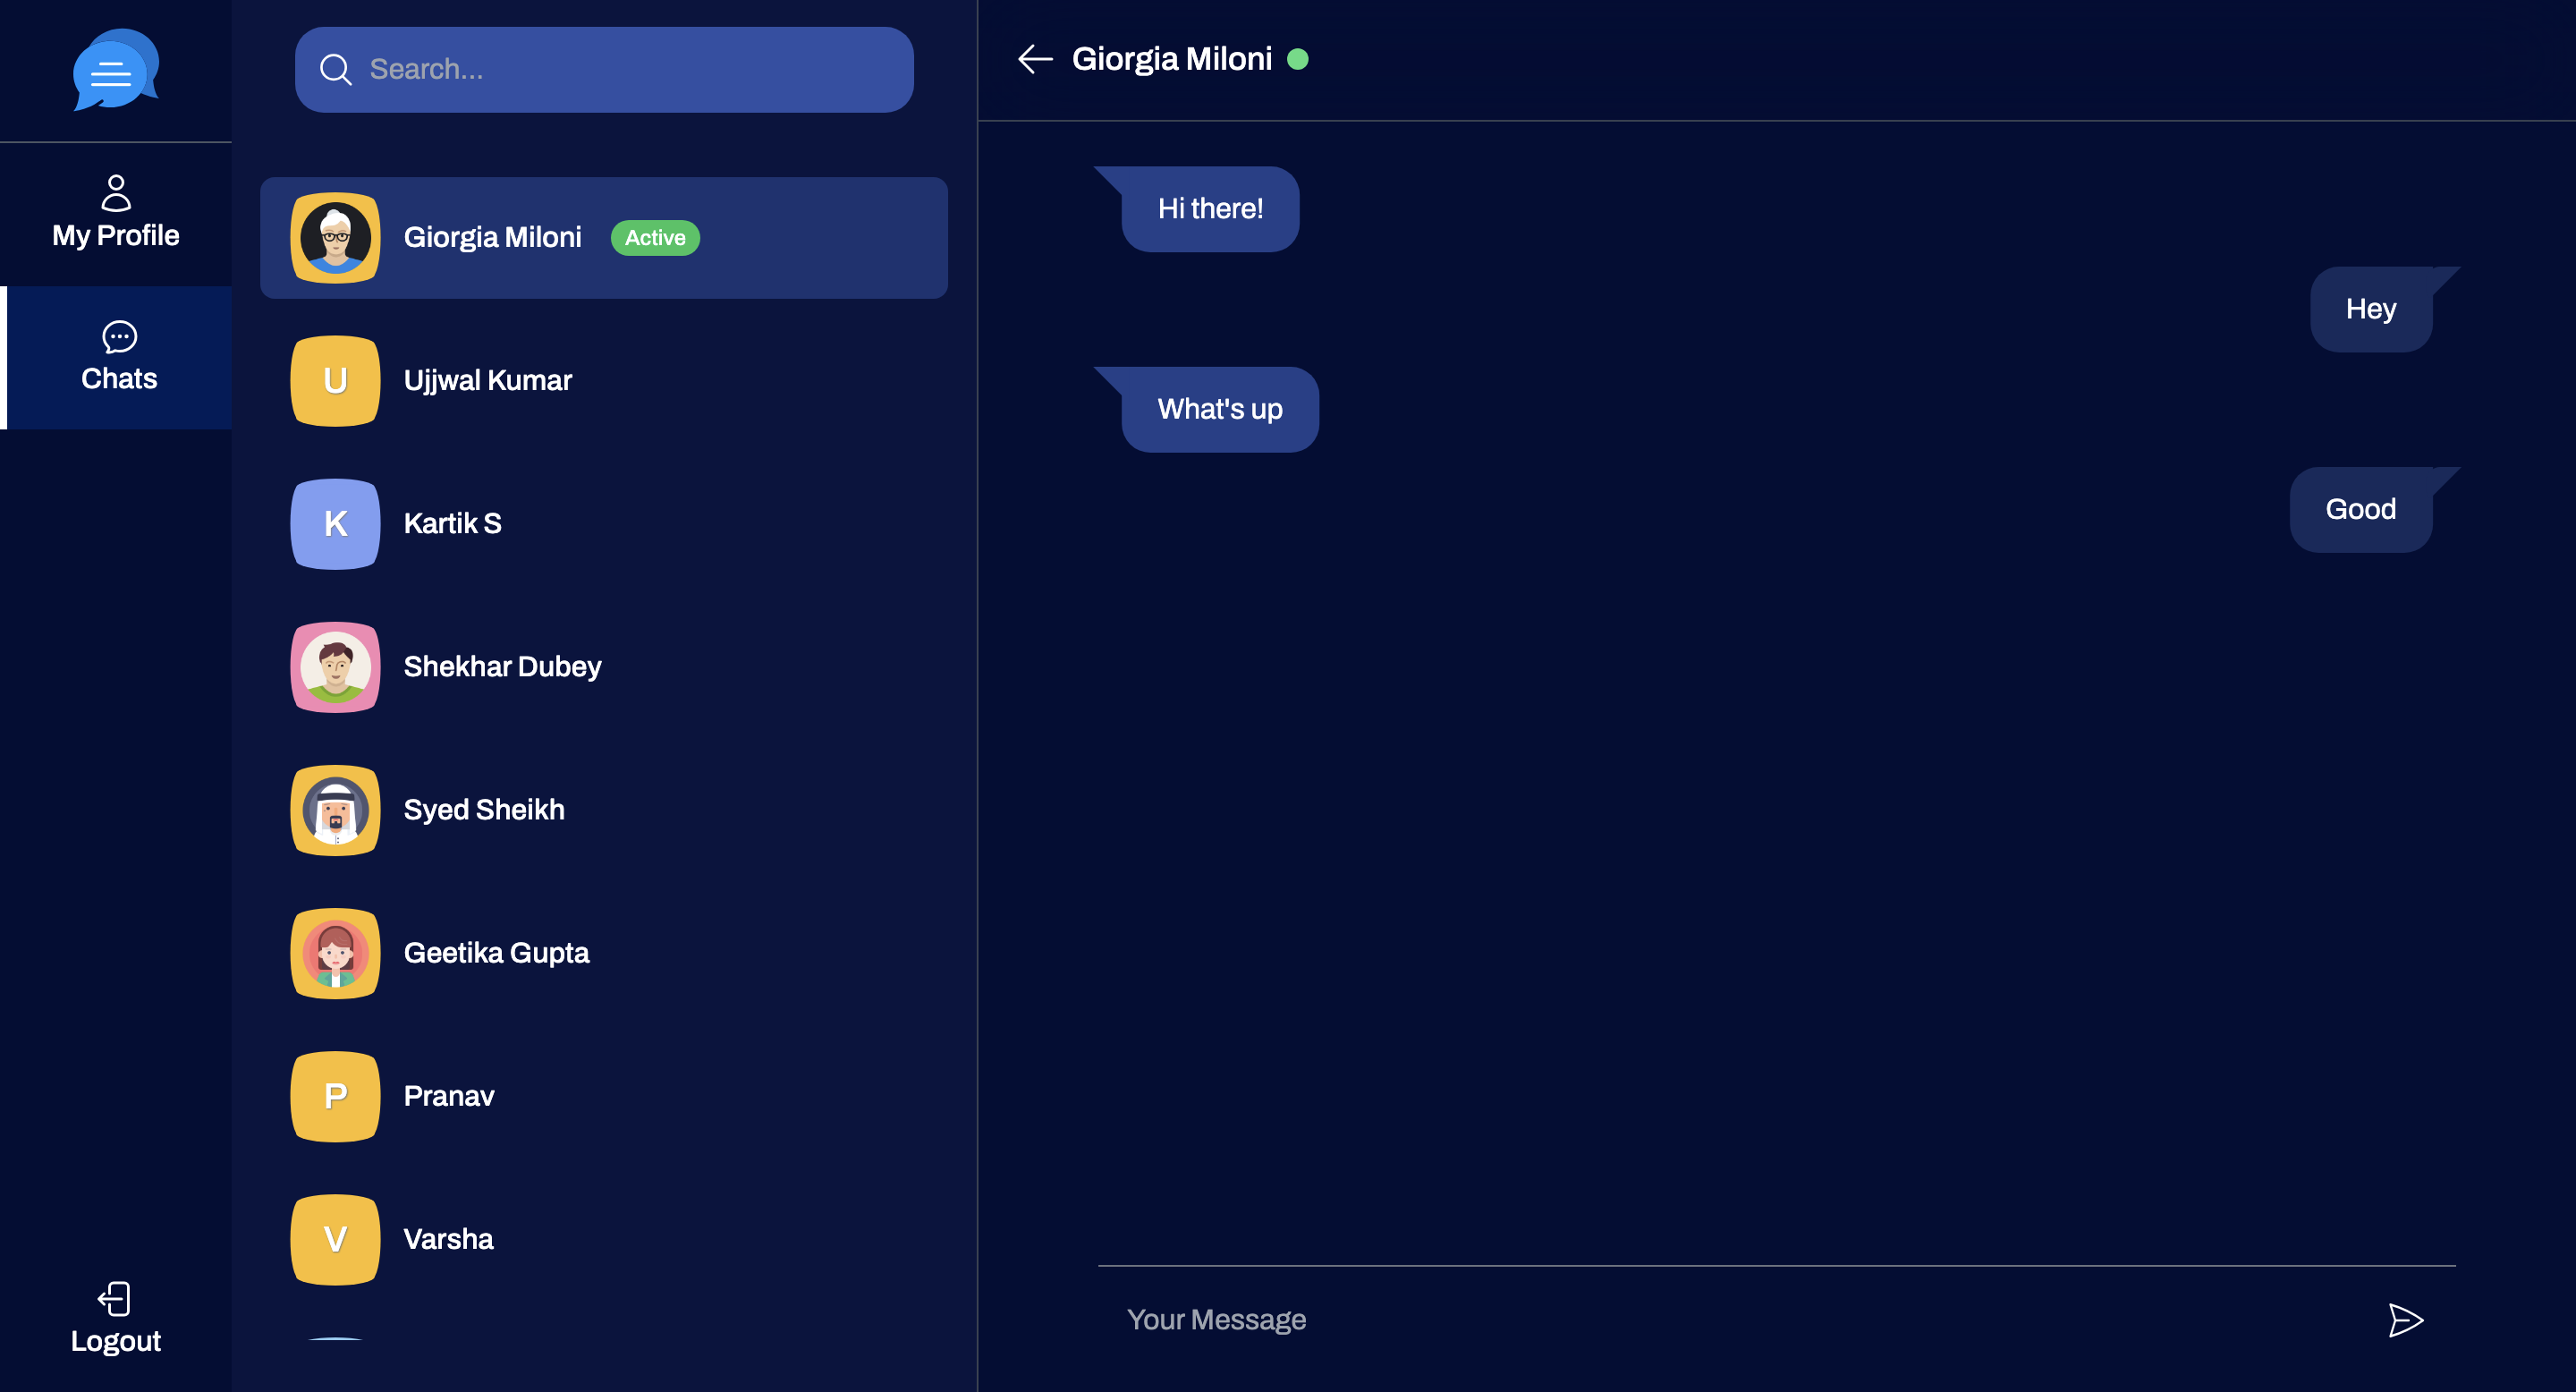 My Profile
Chats
Logout
Search...
Giorgia Miloni Active
U Ujjwal Kumar
K Kartik S
Shekhar Dubey
Syed Sheikh
Geetika Gupta
P Pranav
V Varsha
Giorgia Miloni
Hi there!
Hey
What's up
Good
Your Message